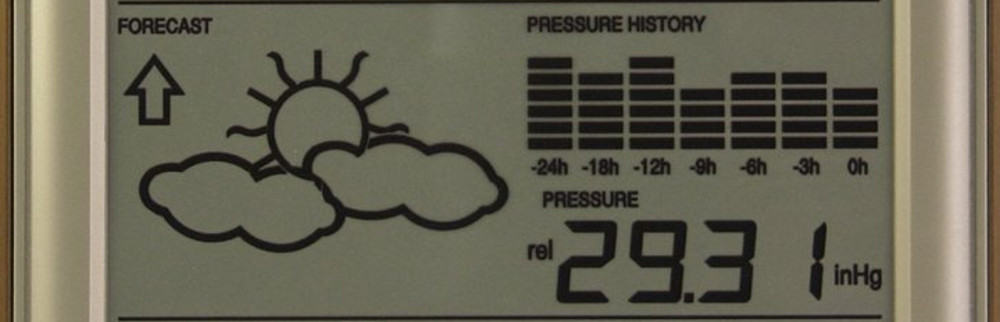 FORECAST
PRESSURE HISTORY
-24h -18h -12h -9h -6h -3h 0h
PRESSURE
rel 29.31 inHg